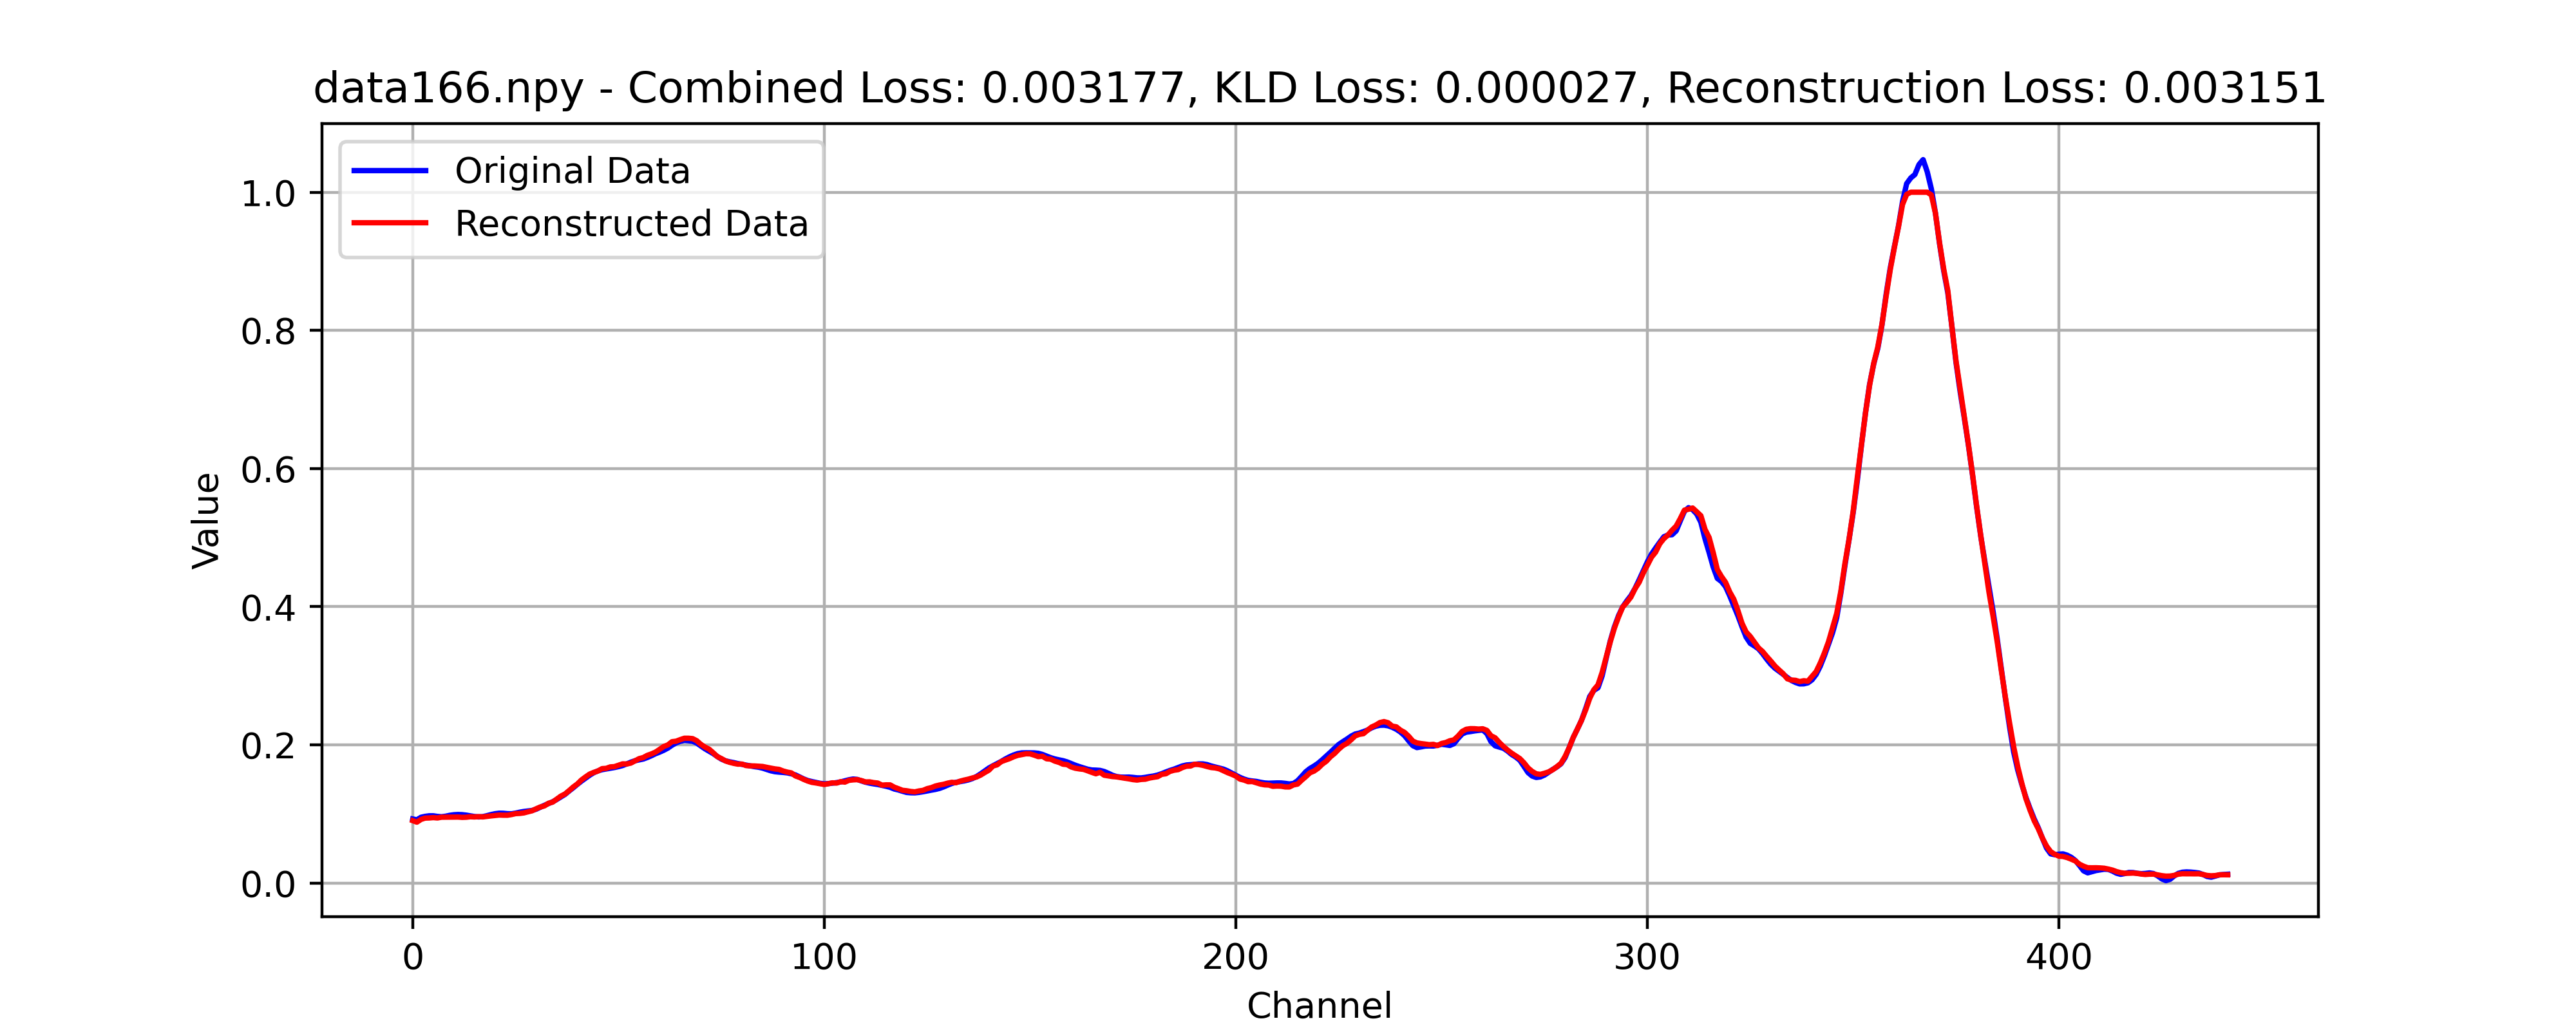 data166.npy - Combined Loss: 0.003177, KLD Loss: 0.000027, Reconstruction Loss: 0.003151
Original Data
Reconstructed Data
1.0
0.8
0.6
0.4
0.2
0.0
Value
0 100 200 300 400
Channel